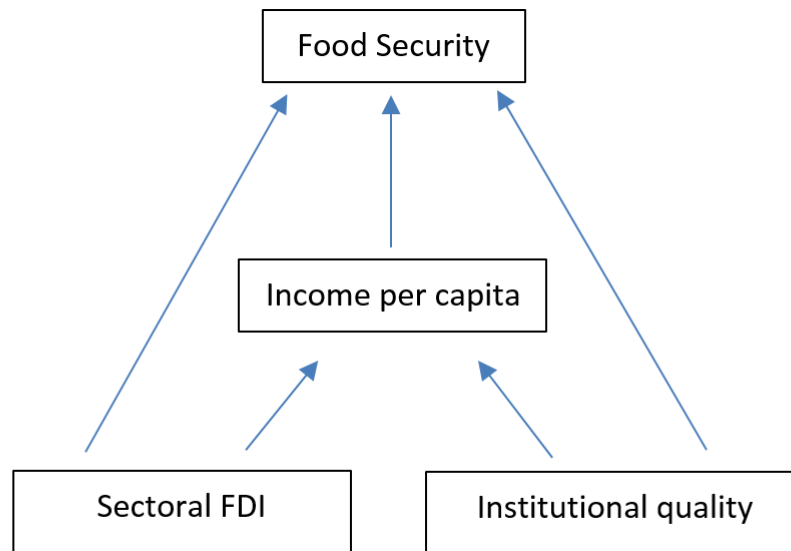 Food Security
Income per capita
Sectoral FDI
Institutional quality